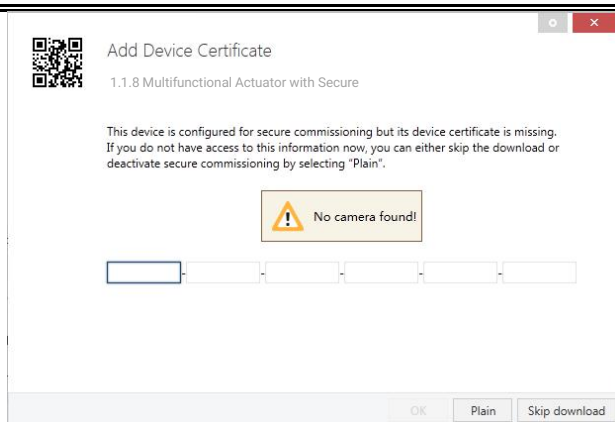 Add Device Certificate
1.1.8 Multifunctional Actuator with Secure
This device is configured for secure commissioning but its device certificate is missing.
If you do not have access to this information now, you can either skip the download or
deactivate secure commissioning by selecting "Plain".
No camera found!
- - - - -
OK Plain Skip download